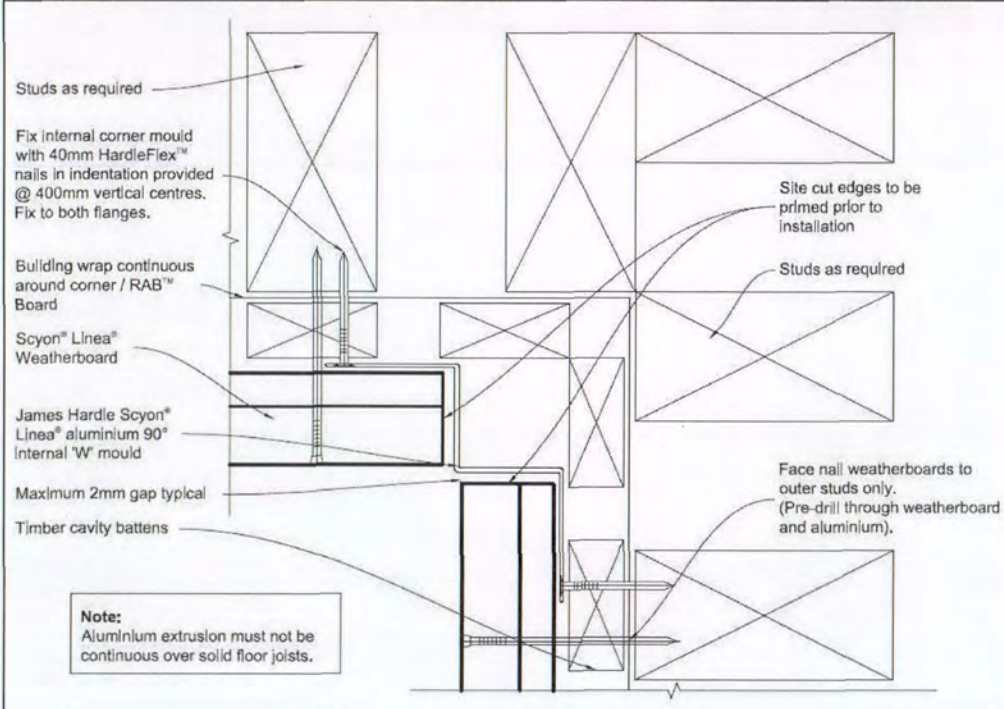 Studs as required
Fix internal corner mould
with 40mm HardieFlex™
nails in indentation provided
@ 400mm vertical centres.
Fix to both flanges.
Building wrap continuous
around corner / RAB™
Board
Scyon® Linea®
Weatherboard
James Hardie Scyon®
Linea® aluminium 90°
internal 'W' mould
Maximum 2mm gap typical
Timber cavity battens
Note:
Aluminium extrusion must not be
continuous over solid floor joists.
Site cut edges to be
primed prior to
installation
Studs as required
Face nail weatherboards to
outer studs only.
(Pre-drill through weatherboard
and aluminium).